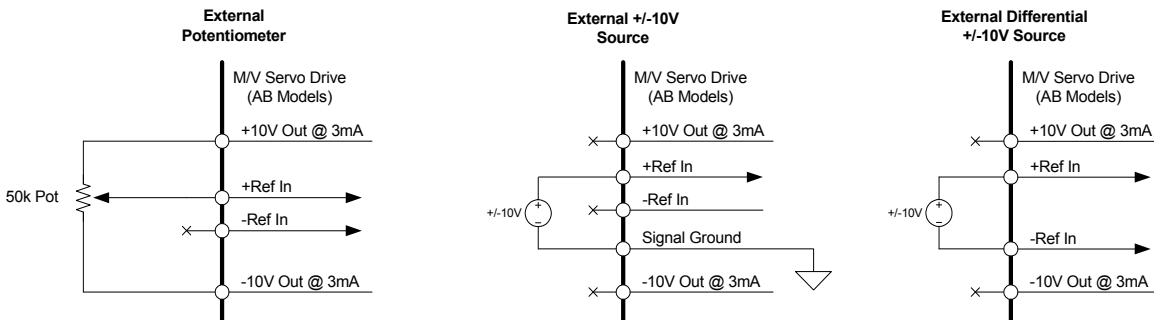 External
Potentiometer
M/V Servo Drive
(AB Models)
+10V Out @ 3mA
50k Pot
+Ref In
-Ref In
-10V Out @ 3mA
External +/-10V
Source
M/V Servo Drive
(AB Models)
+10V Out @ 3mA
+Ref In
+/-10V
+
−
-Ref In
Signal Ground
-10V Out @ 3mA
External Differential
+/-10V Source
M/V Servo Drive
(AB Models)
+10V Out @ 3mA
+Ref In
+/-10V
+
−
-Ref In
-10V Out @ 3mA